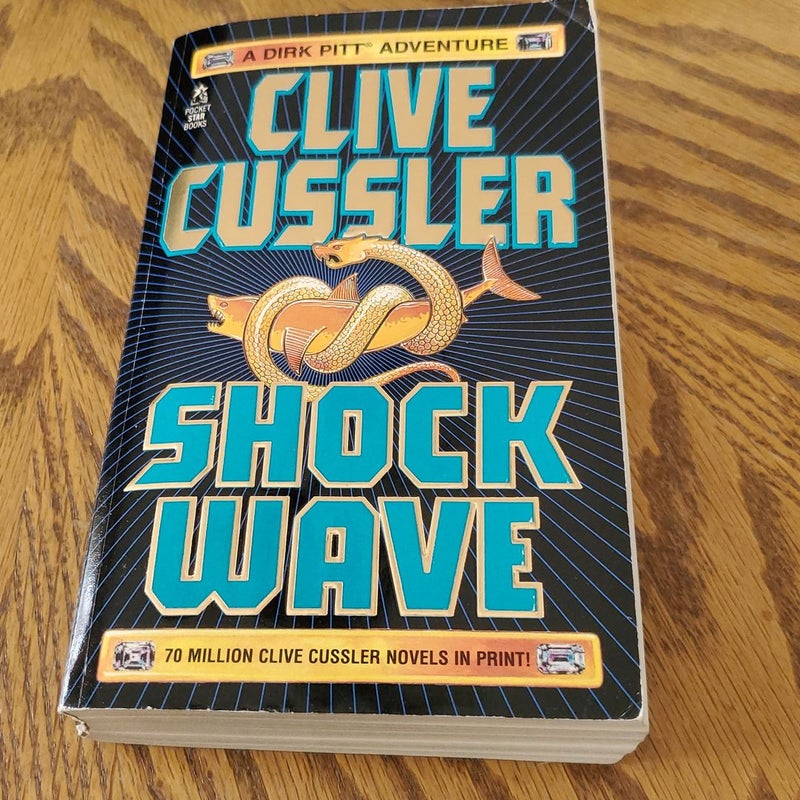 A DIRK PITT® ADVENTURE
CLIVE
CUSSLER
POCKET
STAR
BOOKS
SHOCK
WAVE
70 MILLION CLIVE CUSSLER NOVELS IN PRINT!